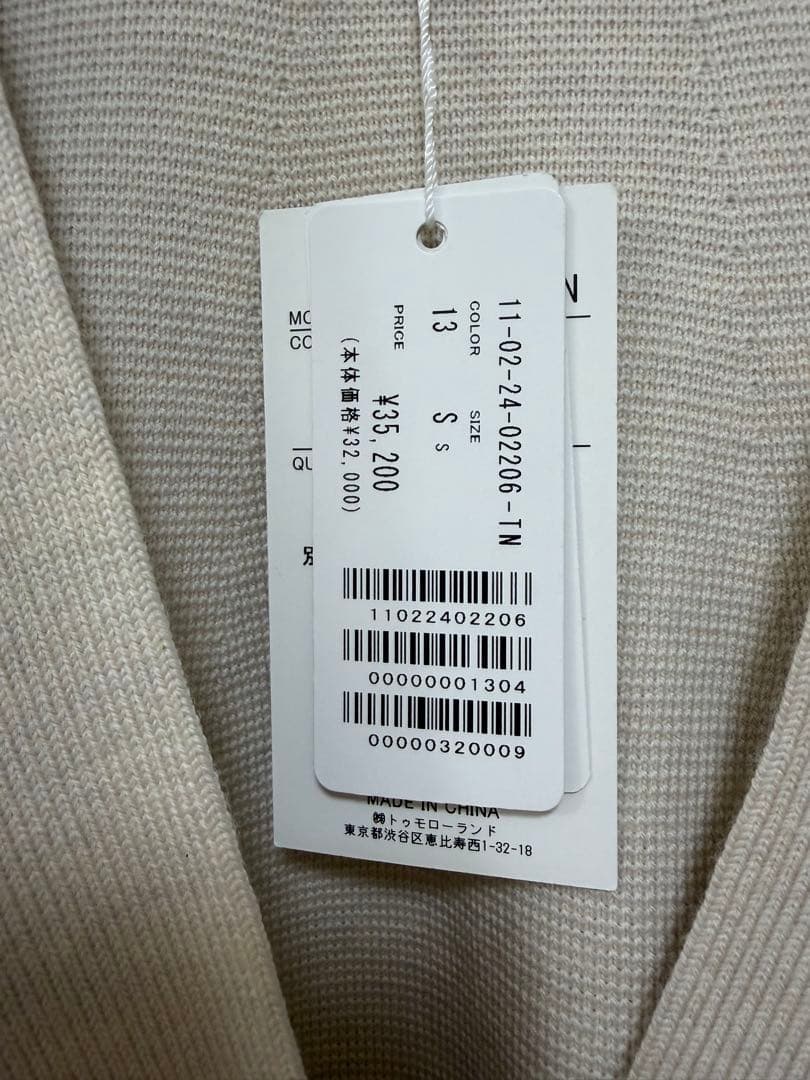 11-02-24-02206-TN
COLOR SIZE
13 S s
PRICE
¥35,200
(本体価格¥32,000)
11022402206
00000001304
00000320009
N
MO
CO
QU
別
MADE IN CHINA
㈱トゥモローランド
東京都渋谷区恵比寿西1-32-18